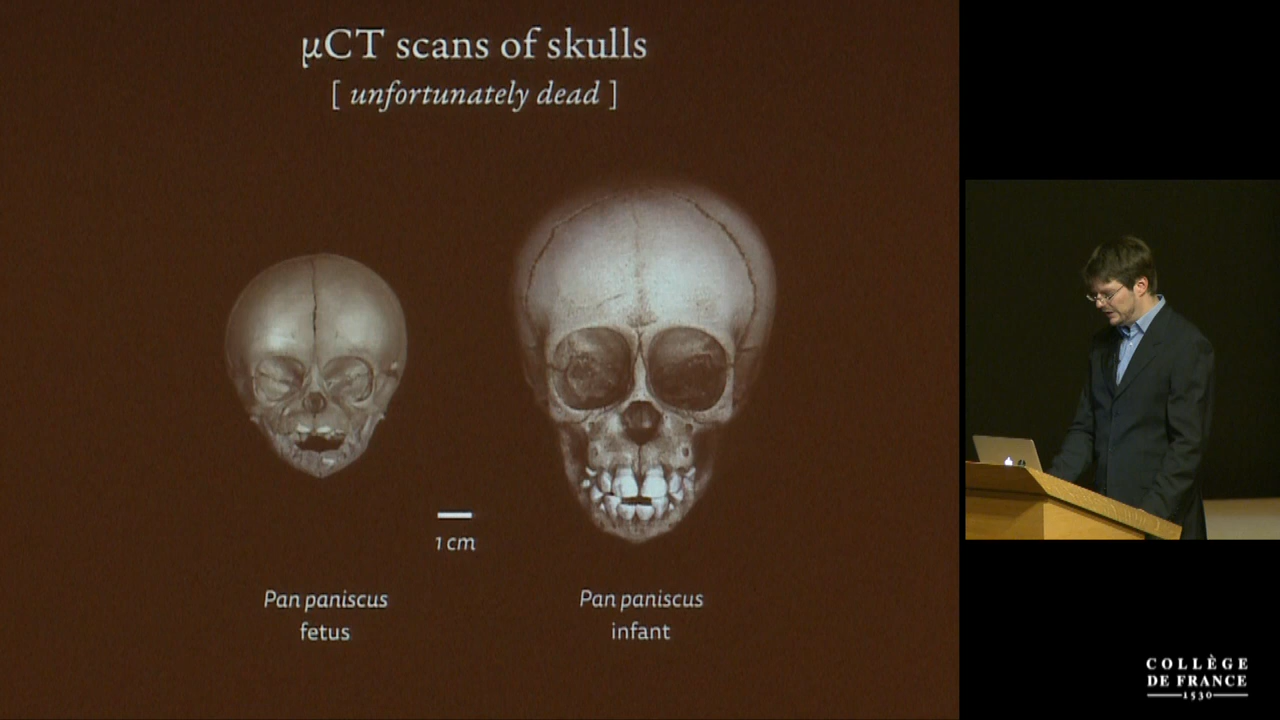 µCT scans of skulls
[ unfortunately dead ]
1 cm
Pan paniscus
fetus
Pan paniscus
infant
COLLÈGE
DE FRANCE
1530